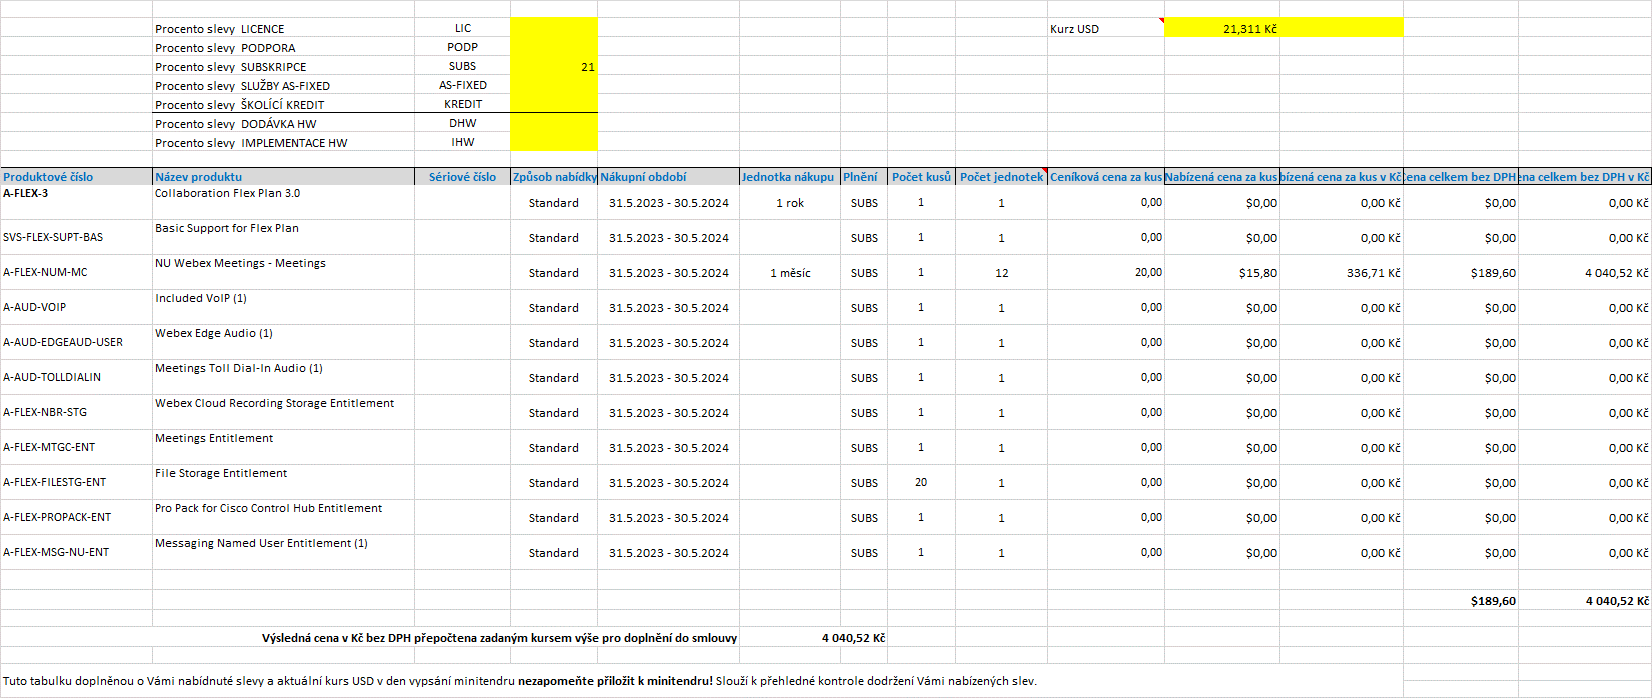 Procento slevy LICENCE LIC Kurz USD 21,311 Kč
Procento slevy PODPORA PODP
Procento slevy SUBSKRIPCE SUBS 21
Procento slevy SLUŽBY AS-FIXED AS-FIXED
Procento slevy ŠKOLÍCÍ KREDIT KREDIT
Procento slevy DODÁVKA HW DHW
Procento slevy IMPLEMENTACE HW IHW
Produktové číslo Název produktu Sériové číslo Způsob nabídky Nákupní období Jednotka nákupu Plnění Počet kusů Počet jednotek Ceníková cena za kus Nabízená cena za kus bízená cena za kus v Kč Cena celkem bez DPH ena celkem bez DPH v Kč
A-FLEX-3 Collaboration Flex Plan 3.0 Standard 31.5.2023 - 30.5.2024 1 rok SUBS 1 1 0,00 $0,00 0,00 Kč $0,00 0,00 Kč
SVS-FLEX-SUPT-BAS Basic Support for Flex Plan Standard 31.5.2023 - 30.5.2024 SUBS 1 1 0,00 $0,00 0,00 Kč $0,00 0,00 Kč
A-FLEX-NUM-MC NU Webex Meetings - Meetings Standard 31.5.2023 - 30.5.2024 1 měsíc SUBS 1 12 20,00 $15,80 336,71 Kč $189,60 4 040,52 Kč
A-AUD-VOIP Included VoIP (1) Standard 31.5.2023 - 30.5.2024 SUBS 1 1 0,00 $0,00 0,00 Kč $0,00 0,00 Kč
A-AUD-EDGEAUD-USER Webex Edge Audio (1) Standard 31.5.2023 - 30.5.2024 SUBS 1 1 0,00 $0,00 0,00 Kč $0,00 0,00 Kč
A-AUD-TOLLDIALIN Meetings Toll Dial-In Audio (1) Standard 31.5.2023 - 30.5.2024 SUBS 1 1 0,00 $0,00 0,00 Kč $0,00 0,00 Kč
A-FLEX-NBR-STG Webex Cloud Recording Storage Entitlement Standard 31.5.2023 - 30.5.2024 SUBS 1 1 0,00 $0,00 0,00 Kč $0,00 0,00 Kč
A-FLEX-MTGC-ENT Meetings Entitlement Standard 31.5.2023 - 30.5.2024 SUBS 1 1 0,00 $0,00 0,00 Kč $0,00 0,00 Kč
A-FLEX-FILESTG-ENT File Storage Entitlement Standard 31.5.2023 - 30.5.2024 SUBS 20 1 0,00 $0,00 0,00 Kč $0,00 0,00 Kč
A-FLEX-PROPACK-ENT Pro Pack for Cisco Control Hub Entitlement Standard 31.5.2023 - 30.5.2024 SUBS 1 1 0,00 $0,00 0,00 Kč $0,00 0,00 Kč
A-FLEX-MSG-NU-ENT Messaging Named User Entitlement (1) Standard 31.5.2023 - 30.5.2024 SUBS 1 1 0,00 $0,00 0,00 Kč $0,00 0,00 Kč
$189,60 4 040,52 Kč
Výsledná cena v Kč bez DPH přepočtena zadaným kursem výše pro doplnění do smlouvy 4 040,52 Kč
Tuto tabulku doplněnou o Vámi nabídnuté slevy a aktuální kurs USD v den vypsání minitendru nezapomeňte přiložit k minitendru! Slouží k přehledné kontrole dodržení Vámi nabízených slev.